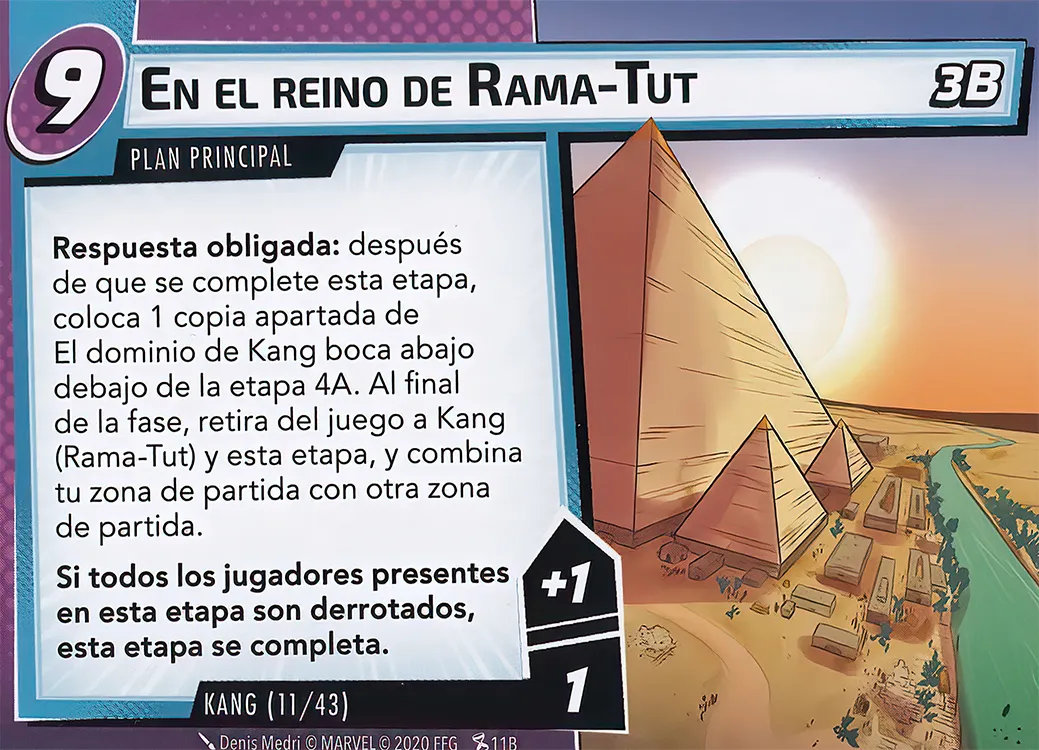 9
EN EL REINO DE RAMA-TUT
3B
PLAN PRINCIPAL
Respuesta obligada: después
de que se complete esta etapa,
coloca 1 copia apartada de
El dominio de Kang boca abajo
debajo de la etapa 4A. Al final
de la fase, retira del juego a Kang
(Rama-Tut) y esta etapa, y combina
tu zona de partida con otra zona
de partida.
Si todos los jugadores presentes
en esta etapa son derrotados,
esta etapa se completa.
+1
1
KANG (11/43)
Denis Medri © MARVEL © 2020 FFG 11B